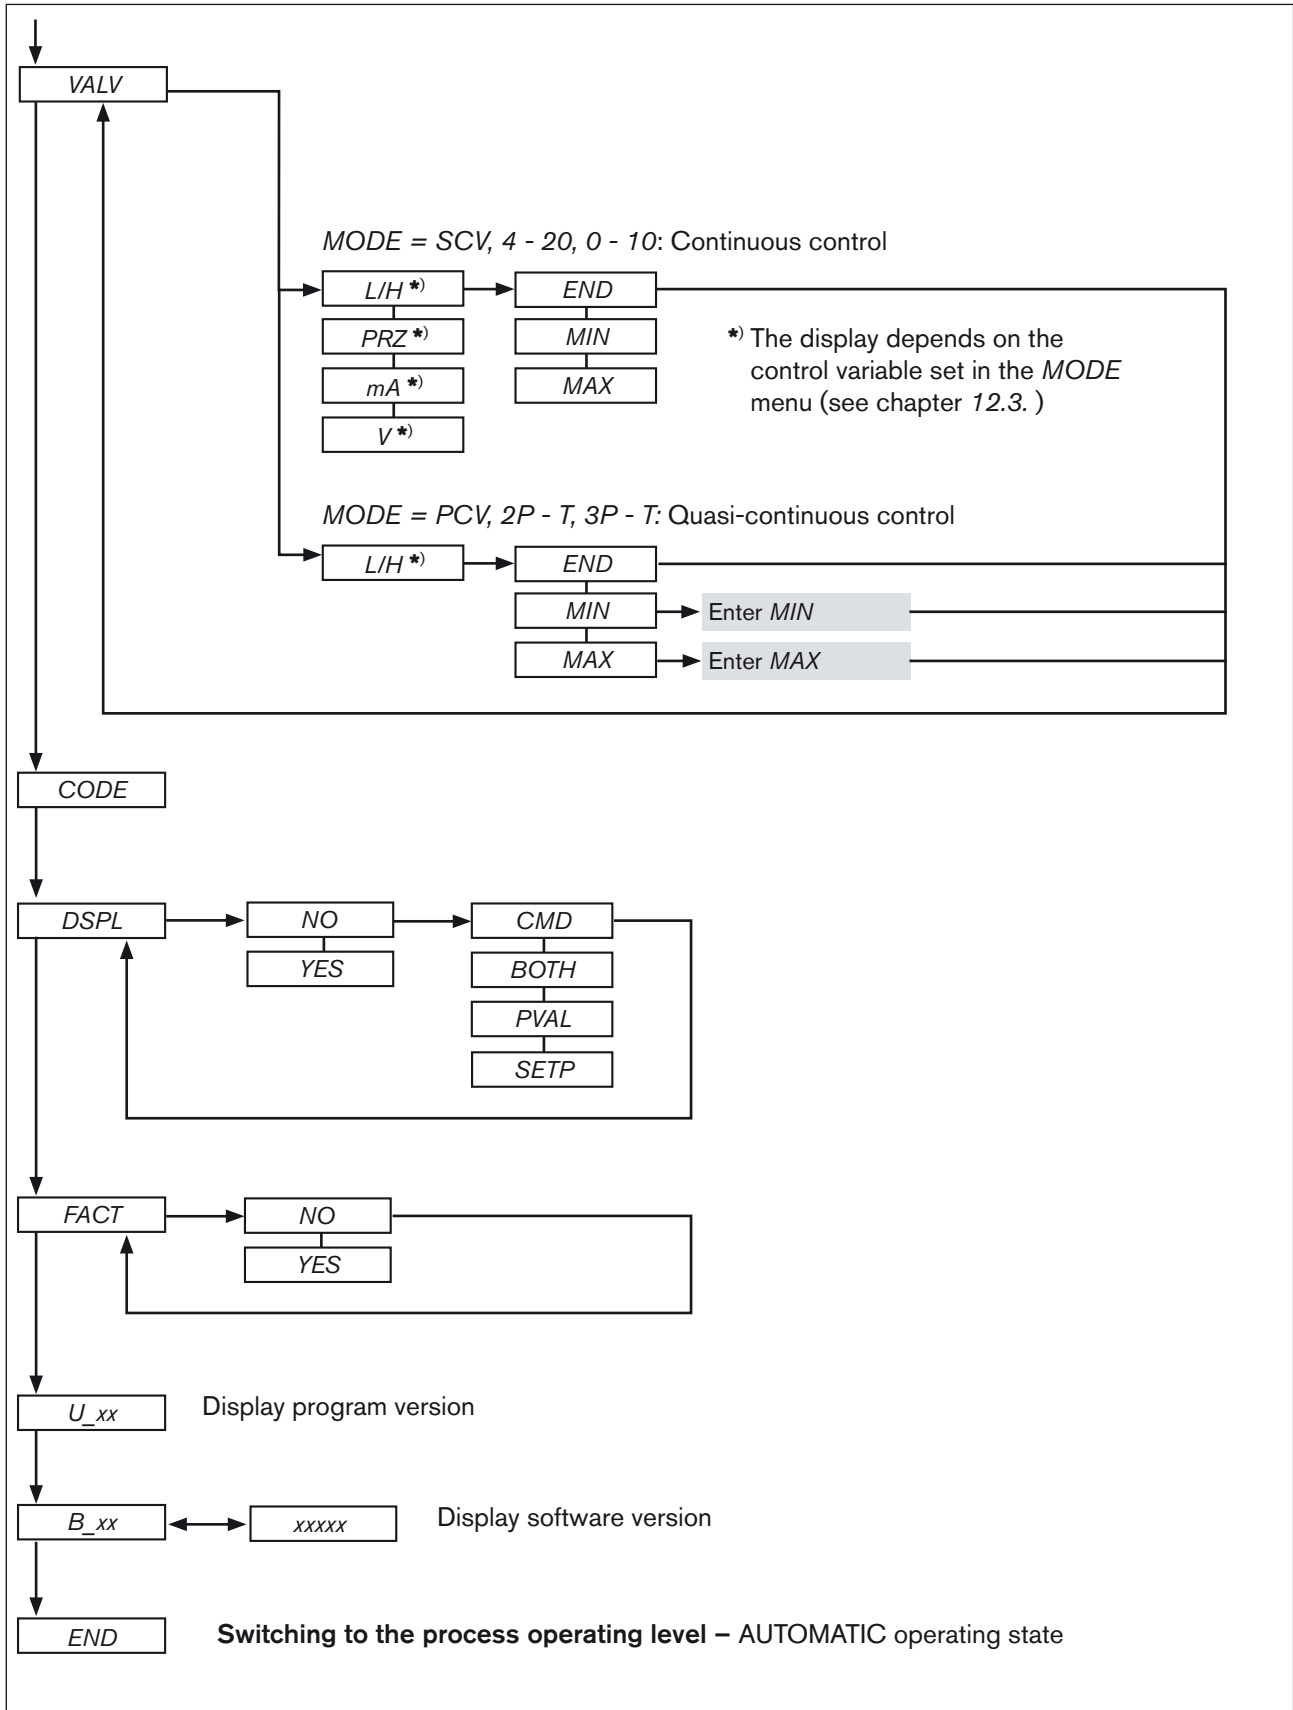 VALV
MODE = SCV, 4 - 20, 0 - 10: Continuous control
L/H *)
END
PRZ *)
MIN
mA *)
MAX
V *)
*) The display depends on the
control variable set in the MODE
menu (see chapter 12.3. )
MODE = PCV, 2P - T, 3P - T: Quasi-continuous control
L/H *)
END
MIN
Enter MIN
MAX
Enter MAX
CODE
DSPL
NO
CMD
YES
BOTH
PVAL
SETP
FACT
NO
YES
U_xx
Display program version
B_xx
xxxxx
Display software version
END
Switching to the process operating level – AUTOMATIC operating state